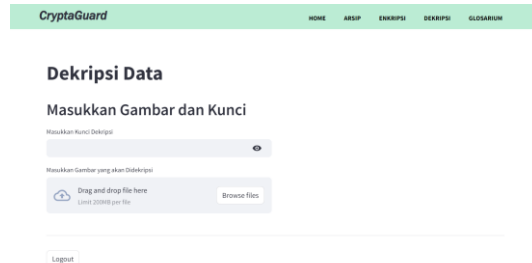 CryptaGuard
HOME ARSIP ENKRIPSI DEKRIPSI GLOSARIUM
Dekripsi Data
Masukkan Gambar dan Kunci
Masukkan Kunci Dekripsi
Masukkan Gambar yang akan Didekripsi
Drag and drop file here
Limit 200MB per file
Browse files
Logout